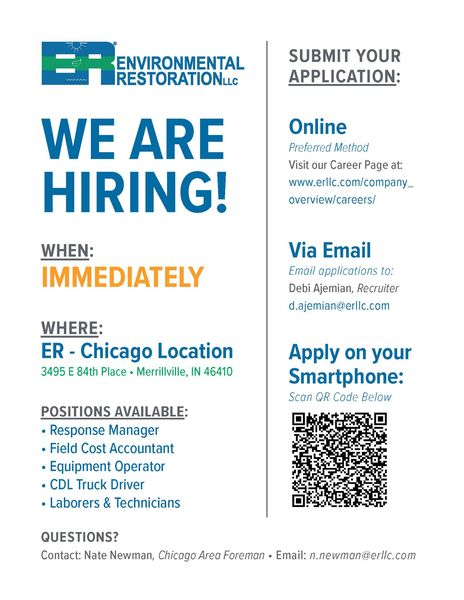 ER
ENVIRONMENTAL
RESTORATION LLC
WE ARE
HIRING!
WHEN:
IMMEDIATELY
WHERE:
ER - Chicago Location
3495 E 84th Place • Merrillville, IN 46410
POSITIONS AVAILABLE:
• Response Manager
• Field Cost Accountant
• Equipment Operator
• CDL Truck Driver
• Laborers & Technicians
SUBMIT YOUR
APPLICATION:
Online
Preferred Method
Visit our Career Page at:
www.erllc.com/company_
overview/careers/
Via Email
Email applications to:
Debi Ajemian, Recruiter
d.ajemian@erllc.com
Apply on your
Smartphone:
Scan QR Code Below
QUESTIONS?
Contact: Nate Newman, Chicago Area Foreman • Email: n.newman@erllc.com